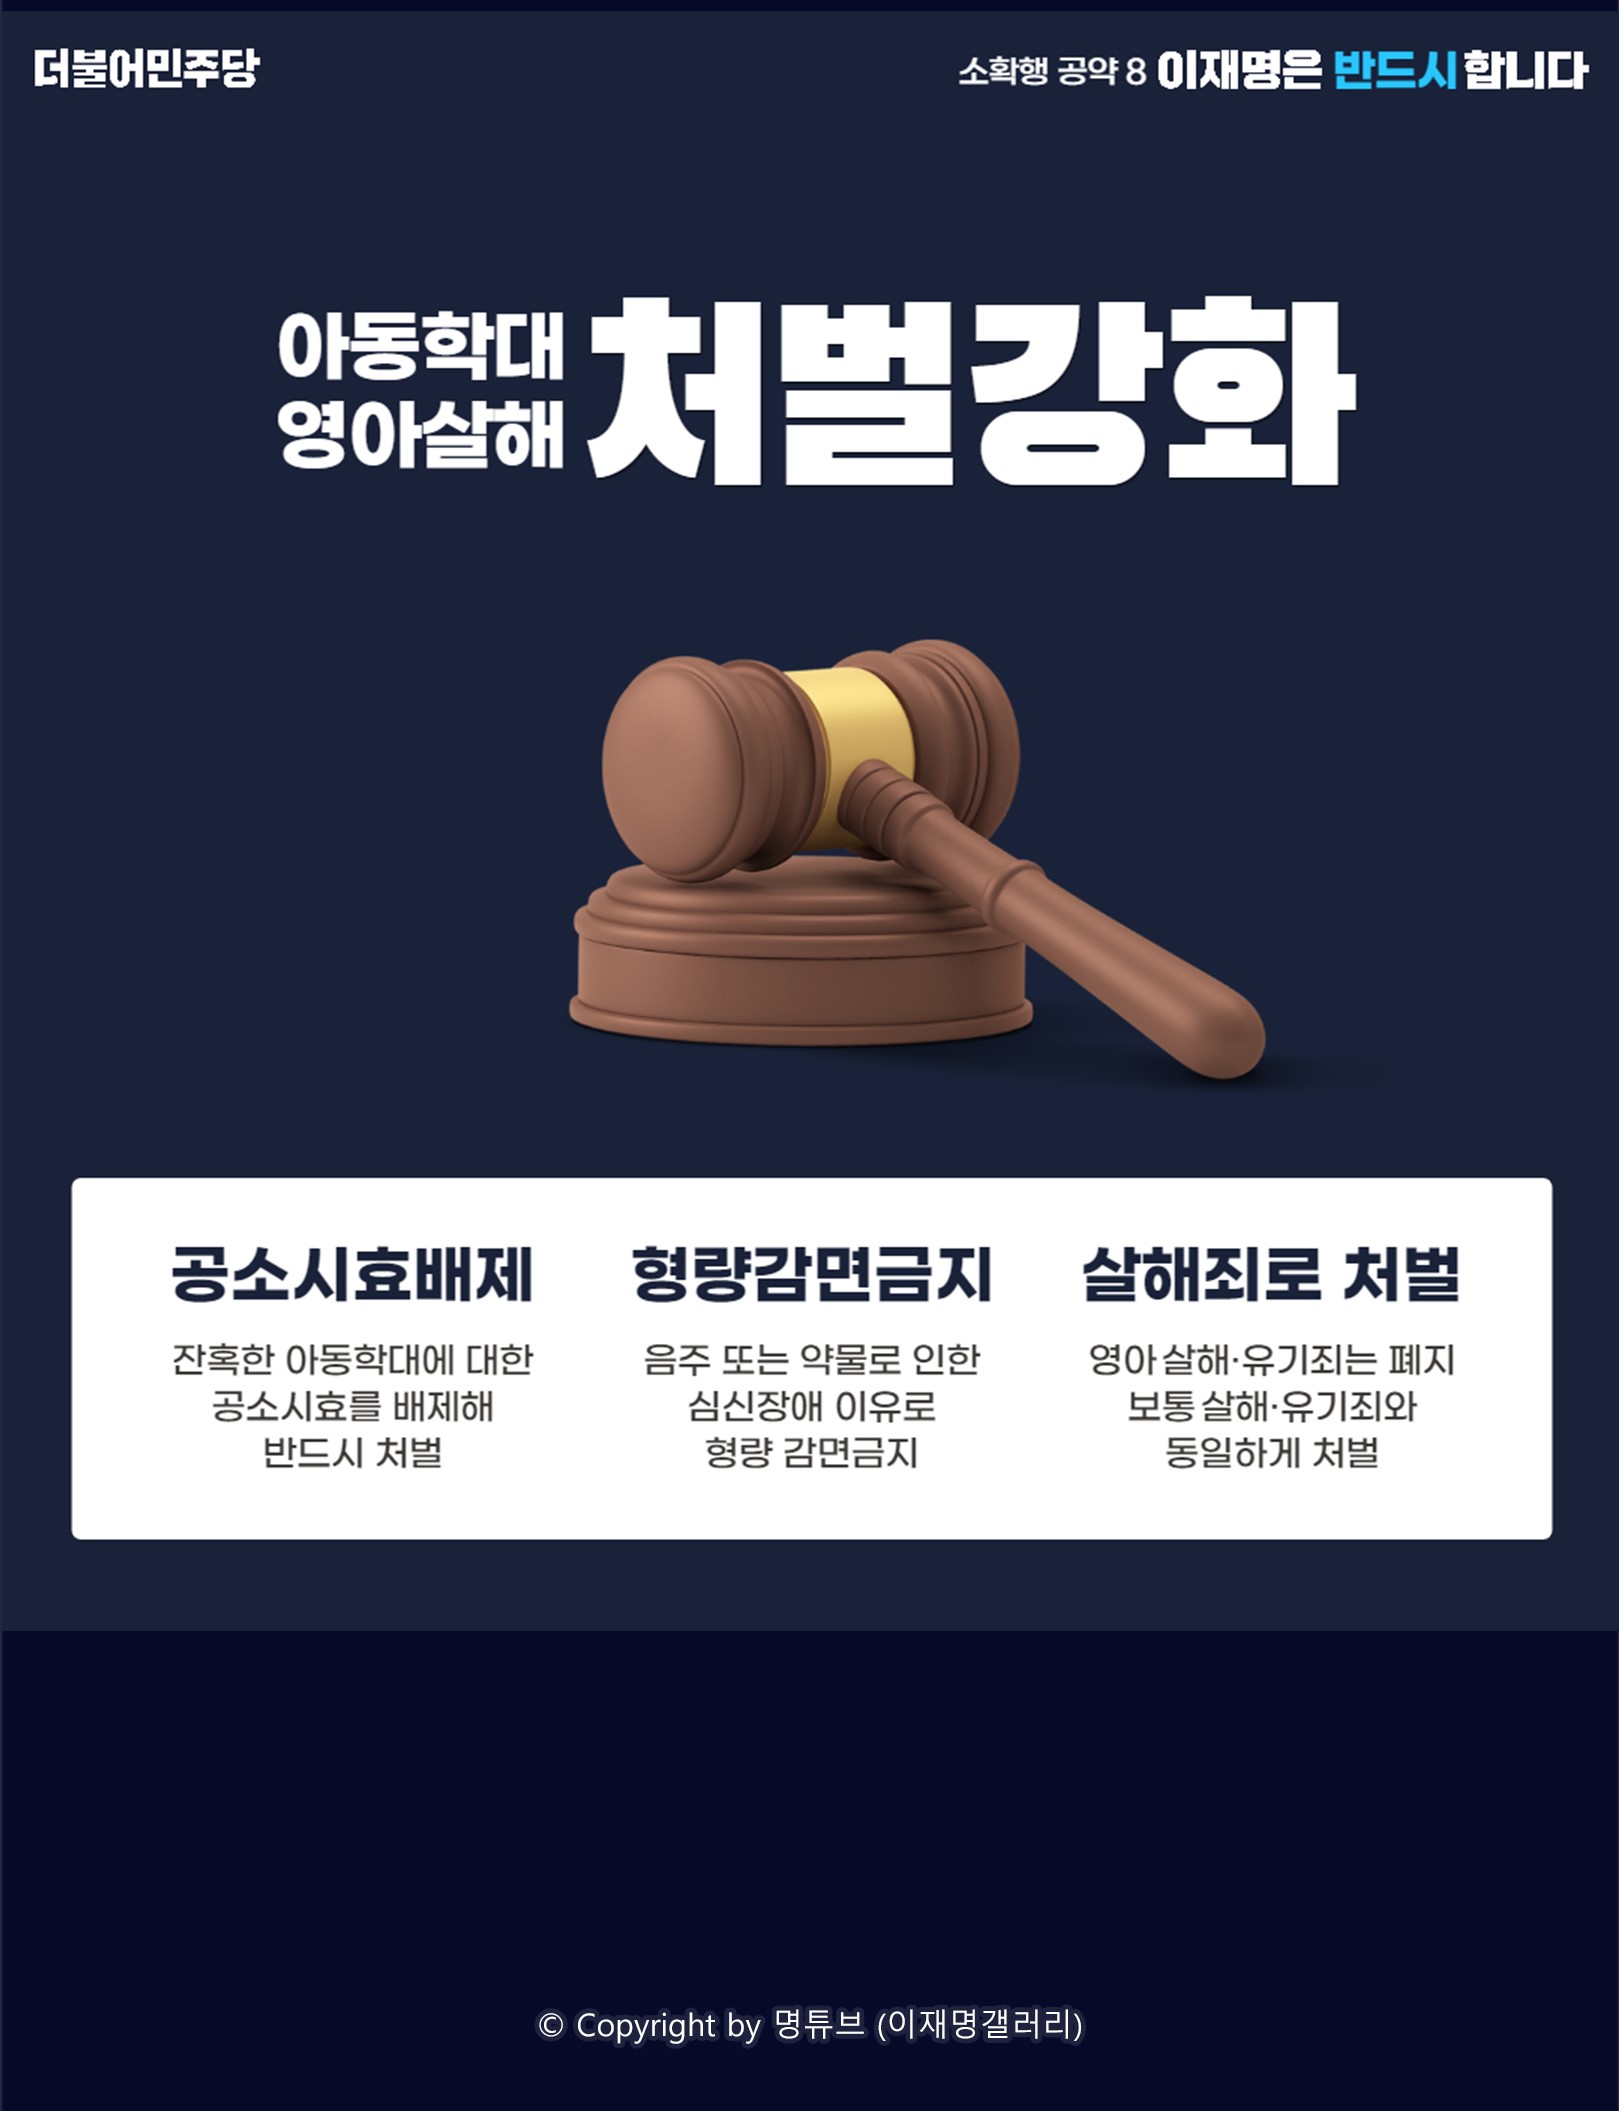 더불어민주당
소확행 공약 8 이재명은 반드시 합니다
아동학대
영아살해
처벌강화
공소시효배제
잔혹한 아동학대에 대한
공소시효를 배제해
반드시 처벌
형량감면금지
음주 또는 약물로 인한
심신장애 이유로
형량 감면금지
살해죄로 처벌
영아살해·유기죄는 폐지
보통살해·유기죄와
동일하게 처벌
© Copyright by 명튜브 (이재명갤러리)